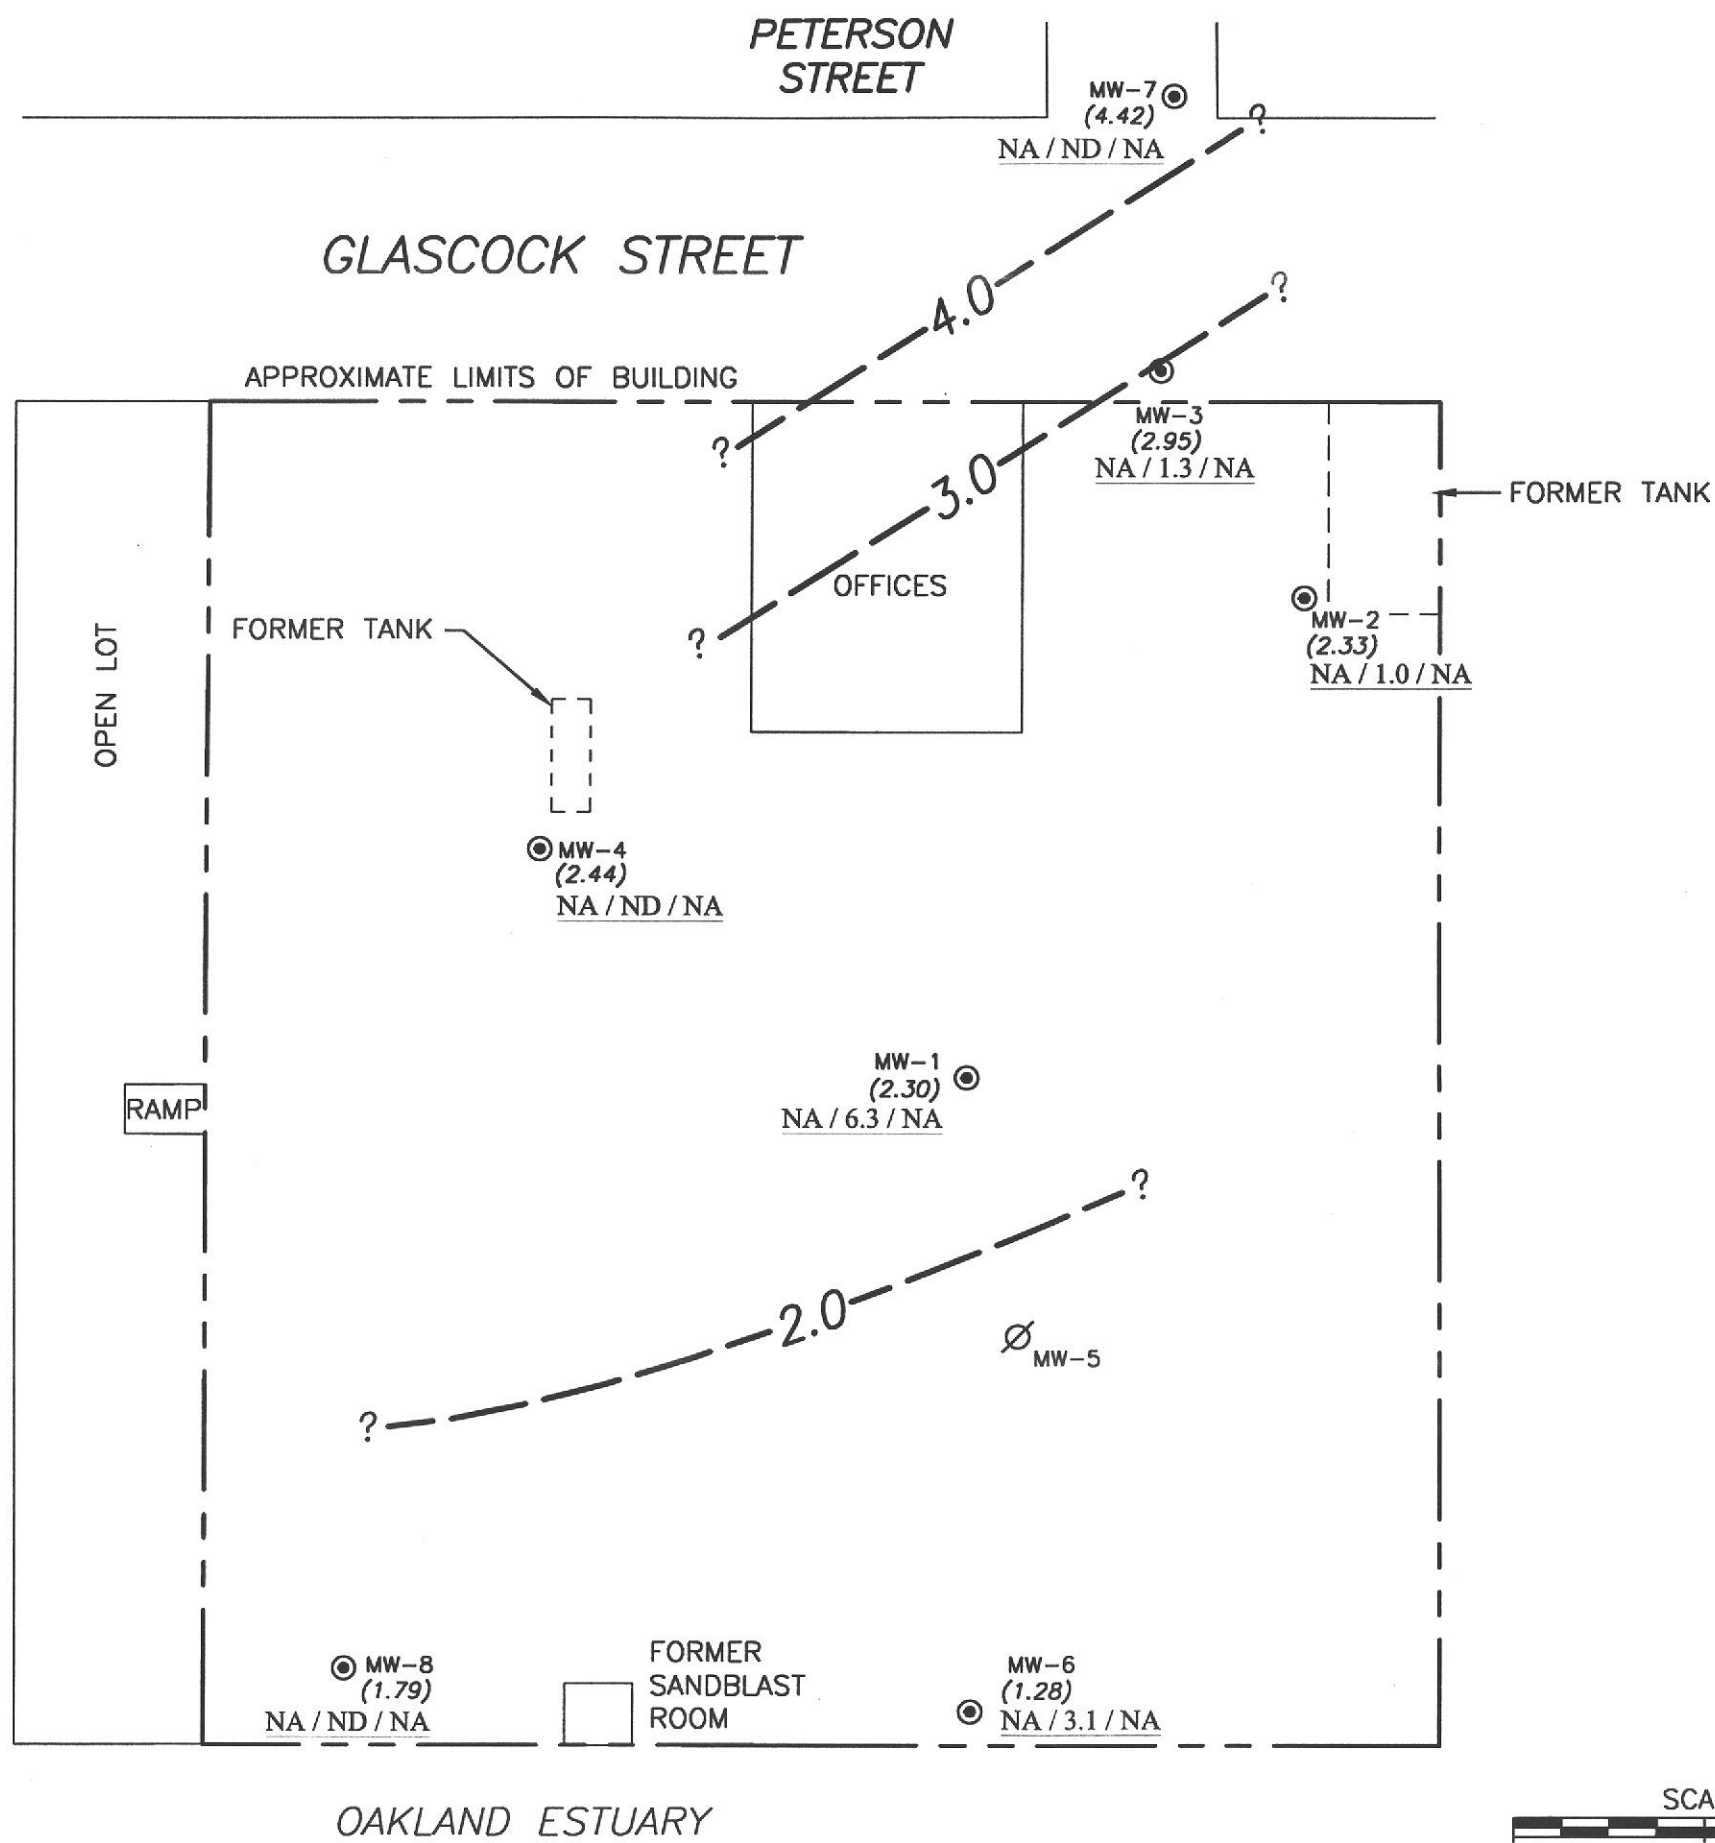 PETERSON
STREET
MW-7
(4.42)
NA / ND / NA
?
GLASCOCK STREET
4.0
?
APPROXIMATE LIMITS OF BUILDING
?
MW-3
(2.95)
NA / 1.3 / NA
3.0
FORMER TANK
OFFICES
OPEN LOT
FORMER TANK
?
MW-2
(2.33)
NA / 1.0 / NA
MW-4
(2.44)
NA / ND / NA
MW-1
(2.30)
NA / 6.3 / NA
RAMP
?
2.0
MW-5
?
MW-8
(1.79)
NA / ND / NA
FORMER
SANDBLAST
ROOM
MW-6
(1.28)
NA / 3.1 / NA
OAKLAND ESTUARY
SCA